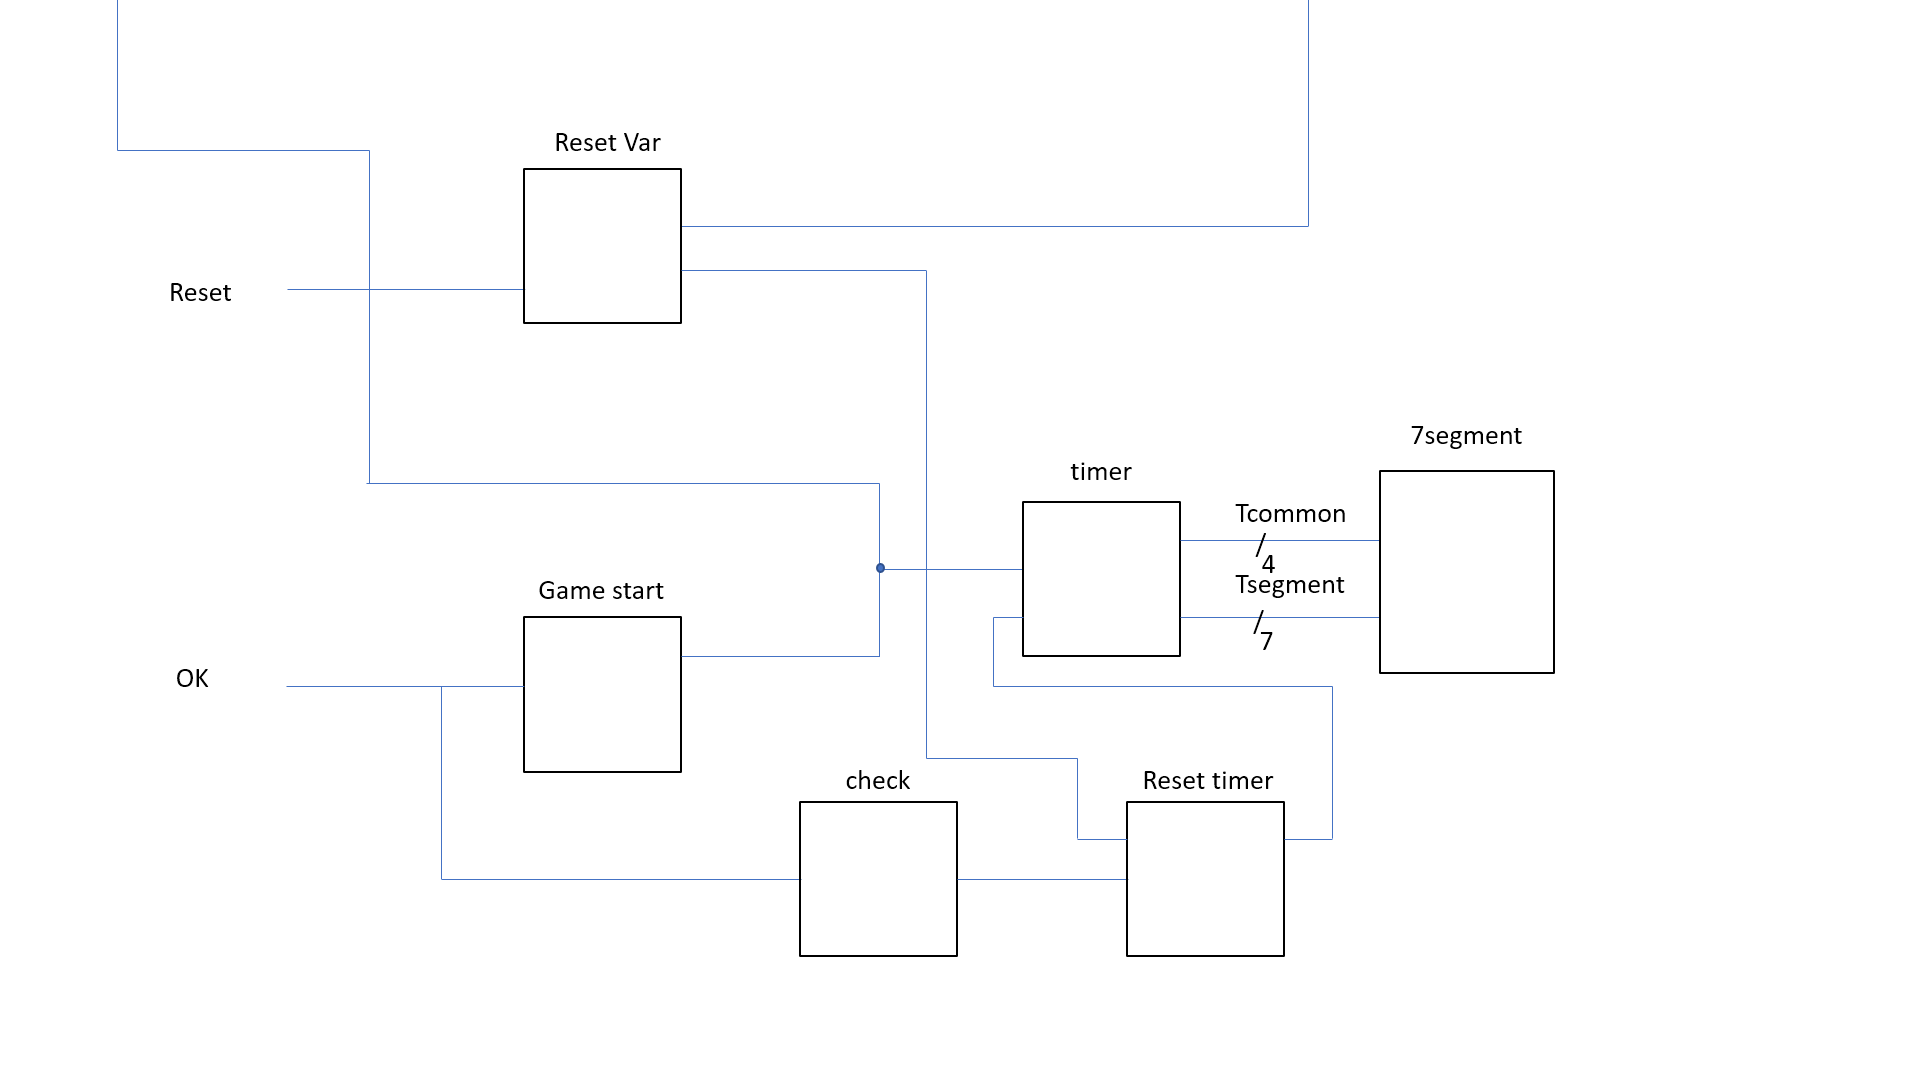 Reset Var
Reset
7segment
timer
Tcommon
/
4
Tsegment
/
7
Game start
OK
check
Reset timer